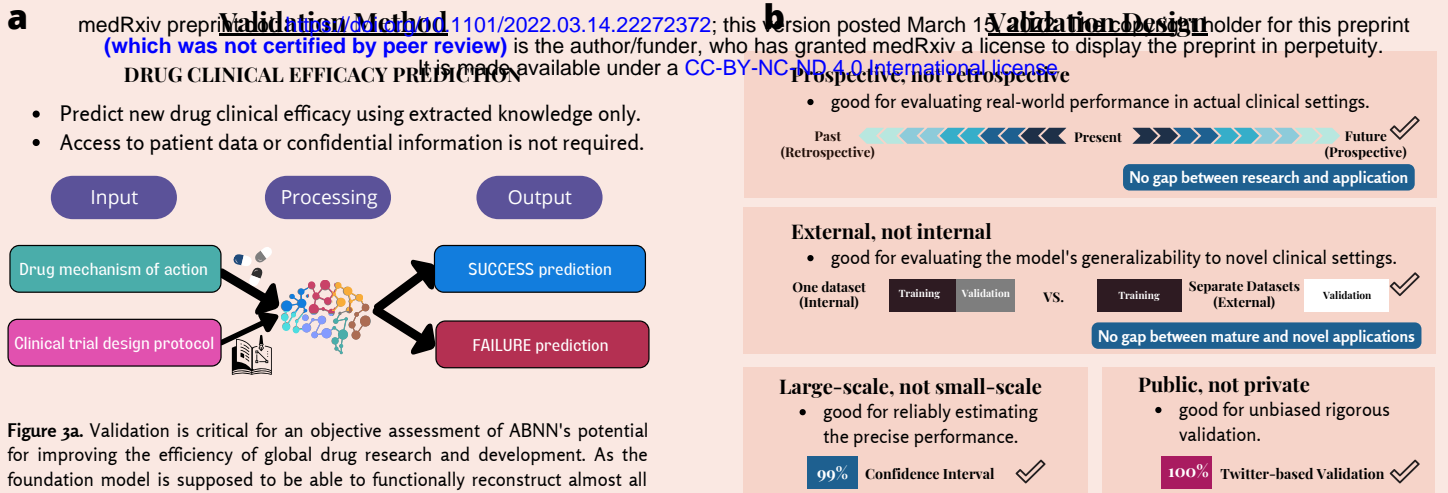 a
Validation Method
b
Validation Design
medRxiv preprint doi: https://doi.org/10.1101/2022.03.14.22272372; this version posted March 15, 2022. The copyright holder for this preprint
(which was not certified by peer review) is the author/funder, who has granted medRxiv a license to display the preprint in perpetuity.
It is made available under a CC-BY-NC-ND 4.0 International license.
DRUG CLINICAL EFFICACY PREDICTION
• Predict new drug clinical efficacy using extracted knowledge only.
• Access to patient data or confidential information is not required.
Input
Processing
Output
Drug mechanism of action
SUCCESS prediction
Clinical trial design protocol
FAILURE prediction
Figure 3a. Validation is critical for an objective assessment of ABNN's potential
for improving the efficiency of global drug research and development. As the
foundation model is supposed to be able to functionally reconstruct almost all
Prospective, not retrospective
• good for evaluating real-world performance in actual clinical settings.
Past
(Retrospective)
Present
Future
(Prospective)
No gap between research and application
External, not internal
• good for evaluating the model's generalizability to novel clinical settings.
One dataset
(Internal)
Training
Validation
VS.
Training
Separate Datasets
(External)
Validation
No gap between mature and novel applications
Large-scale, not small-scale
• good for reliably estimating
the precise performance.
99%
Confidence Interval
Public, not private
• good for unbiased rigorous
validation.
100%
Twitter-based Validation